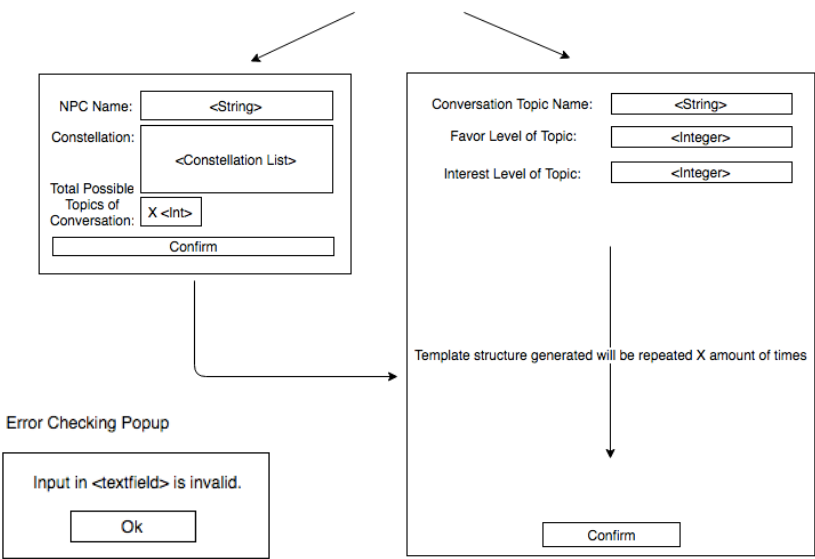 NPC Name:
<String>
Constellation:
<Constellation List>
Total Possible
Topics of
Conversation:
X <Int>
Confirm
Conversation Topic Name:
<String>
Favor Level of Topic:
<Integer>
Interest Level of Topic:
<Integer>
Template structure generated will be repeated X amount of times
Confirm
Error Checking Popup
Input in <textfield> is invalid.
Ok